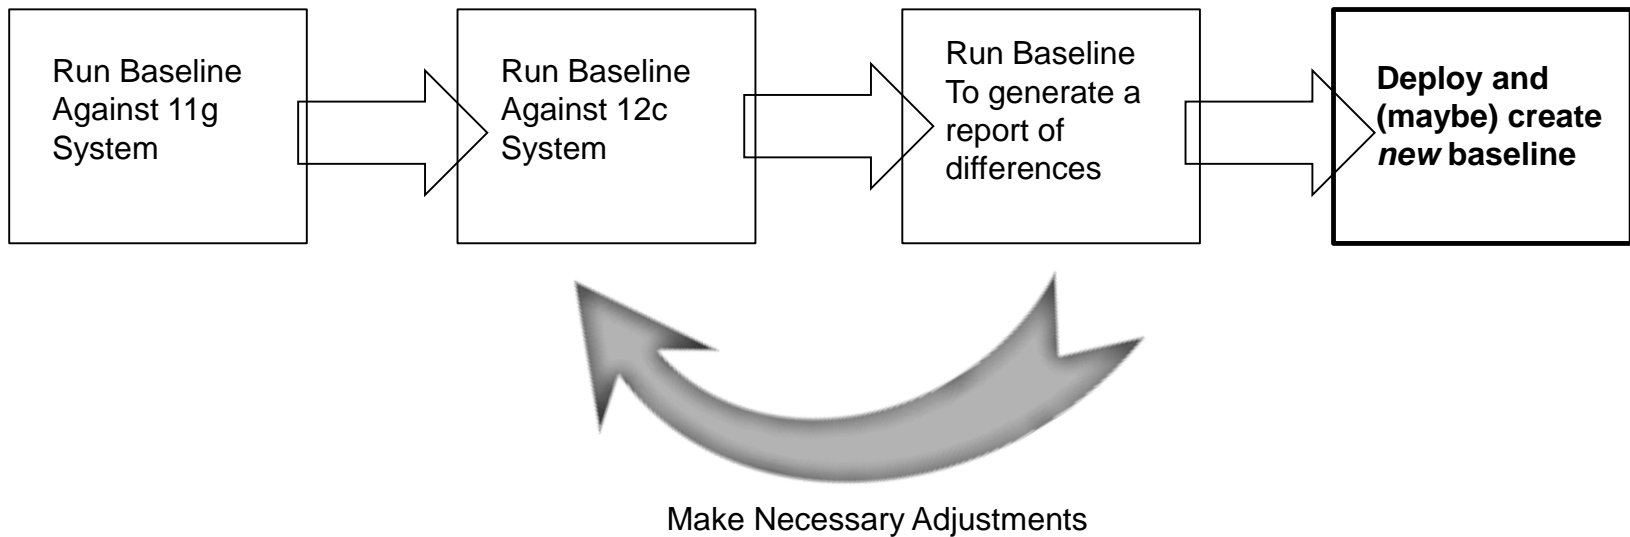 Run Baseline
Against 11g
System
Run Baseline
Against 12c
System
Run Baseline
To generate a
report of
differences
Deploy and
(maybe) create
new baseline
Make Necessary Adjustments